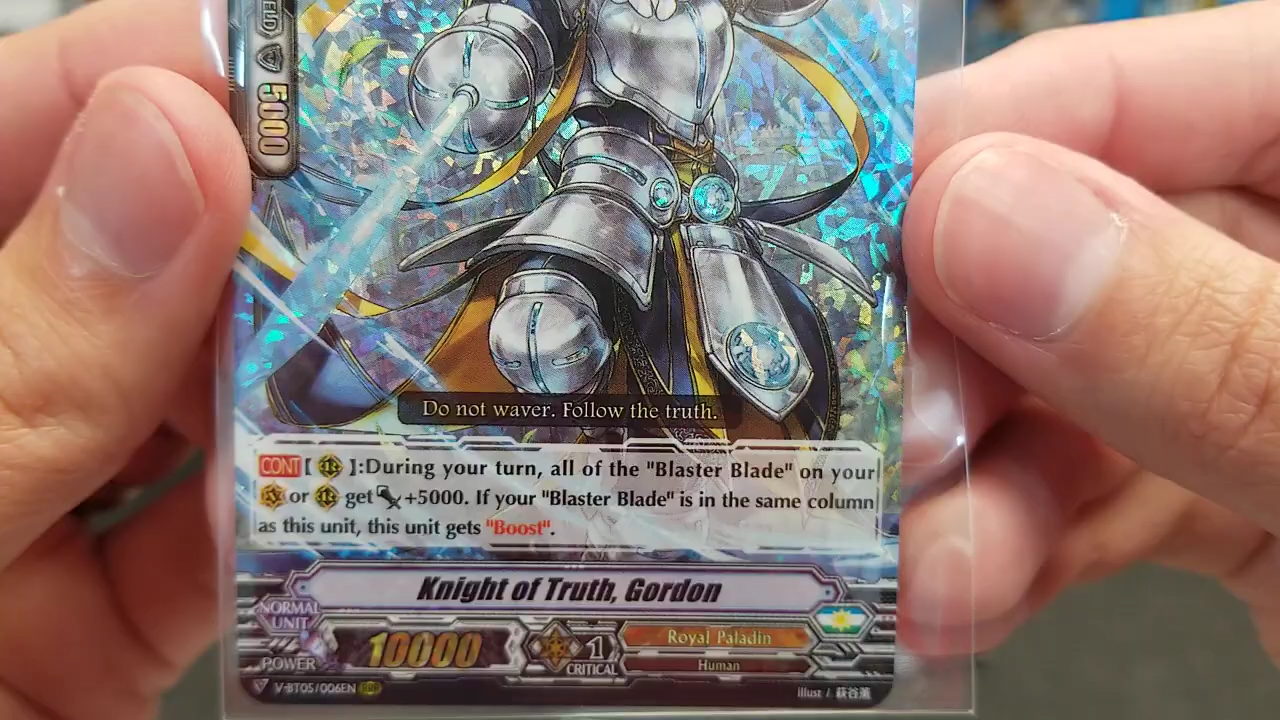 5000
Do not waver. Follow the truth.
CONT [ ]:During your turn, all of the "Blaster Blade" on your
or get +5000. If your "Blaster Blade" is in the same column
as this unit, this unit gets "Boost".
Knight of Truth, Gordon
NORMAL
UNIT
POWER
10000
1
CRITICAL
Royal Paladin
Human
V-BT05/006EN RRR
illust / 萩谷薫